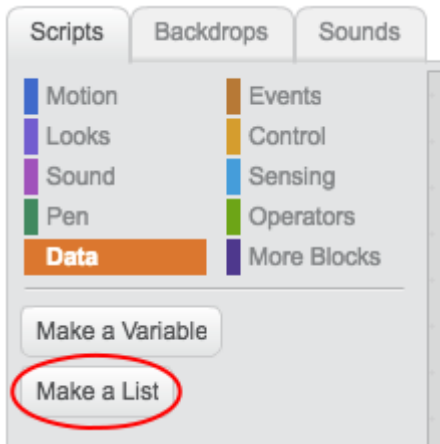 Scripts Backdrops Sounds
Motion Events
Looks Control
Sound Sensing
Pen Operators
Data More Blocks
Make a Variable
Make a List